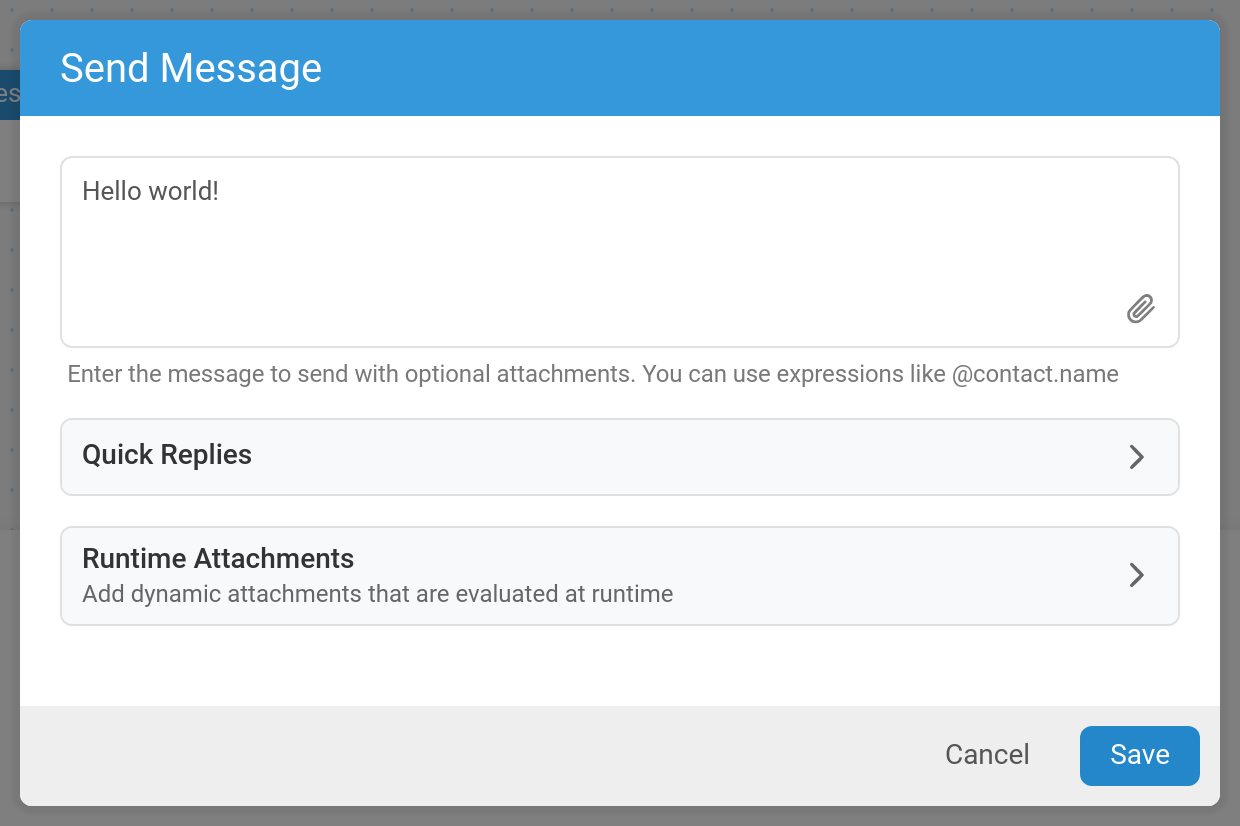 Send Message
es
Hello world!
Enter the message to send with optional attachments. You can use expressions like @contact.name
Quick Replies
Runtime Attachments
Add dynamic attachments that are evaluated at runtime
Cancel
Save